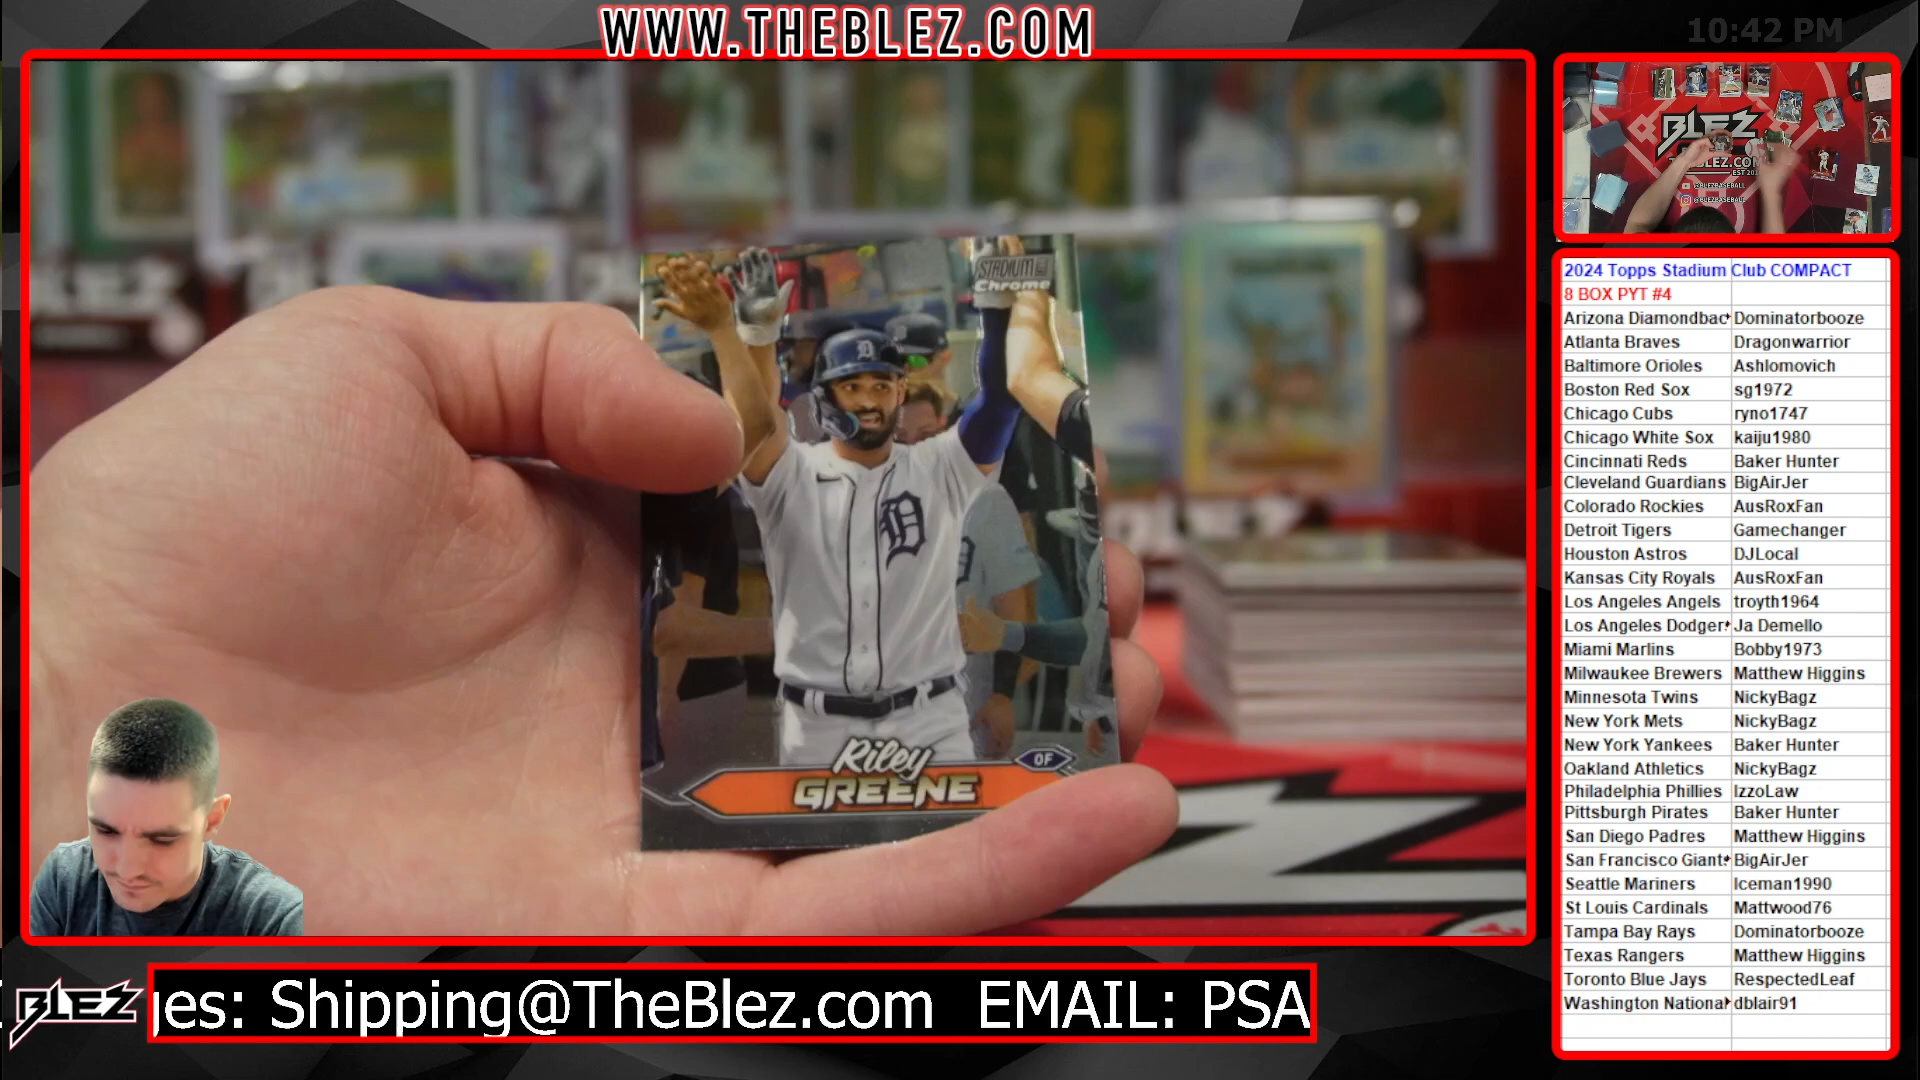 WWW.THEBLEZ.COM
10:42 PM
STADIUM
Chrome
D
D
Riley
GREENE
OF
BLEZ
EST 201
@BLEZBASEBALL
@BLEZBASEBALL
2024 Topps Stadium Club COMPACT
8 BOX PYT #4
Arizona Diamondbac Dominatorbooze
Atlanta Braves Dragonwarrior
Baltimore Orioles Ashlomovich
Boston Red Sox sg1972
Chicago Cubs ryno1747
Chicago White Sox kaiju1980
Cincinnati Reds Baker Hunter
Cleveland Guardians BigAirJer
Colorado Rockies AusRoxFan
Detroit Tigers Gamechanger
Houston Astros DJLocal
Kansas City Royals AusRoxFan
Los Angeles Angels troyth1964
Los Angeles Dodger Ja Demello
Miami Marlins Bobby1973
Milwaukee Brewers Matthew Higgins
Minnesota Twins NickyBagz
New York Mets NickyBagz
New York Yankees Baker Hunter
Oakland Athletics NickyBagz
Philadelphia Phillies IzzoLaw
Pittsburgh Pirates Baker Hunter
San Diego Padres Matthew Higgins
San Francisco Giant BigAirJer
Seattle Mariners Iceman1990
St Louis Cardinals Mattwood76
Tampa Bay Rays Dominatorbooze
Texas Rangers Matthew Higgins
Toronto Blue Jays RespectedLeaf
Washington Nationa dblair91
BLEZ
jes: Shipping@TheBlez.com EMAIL: PSA